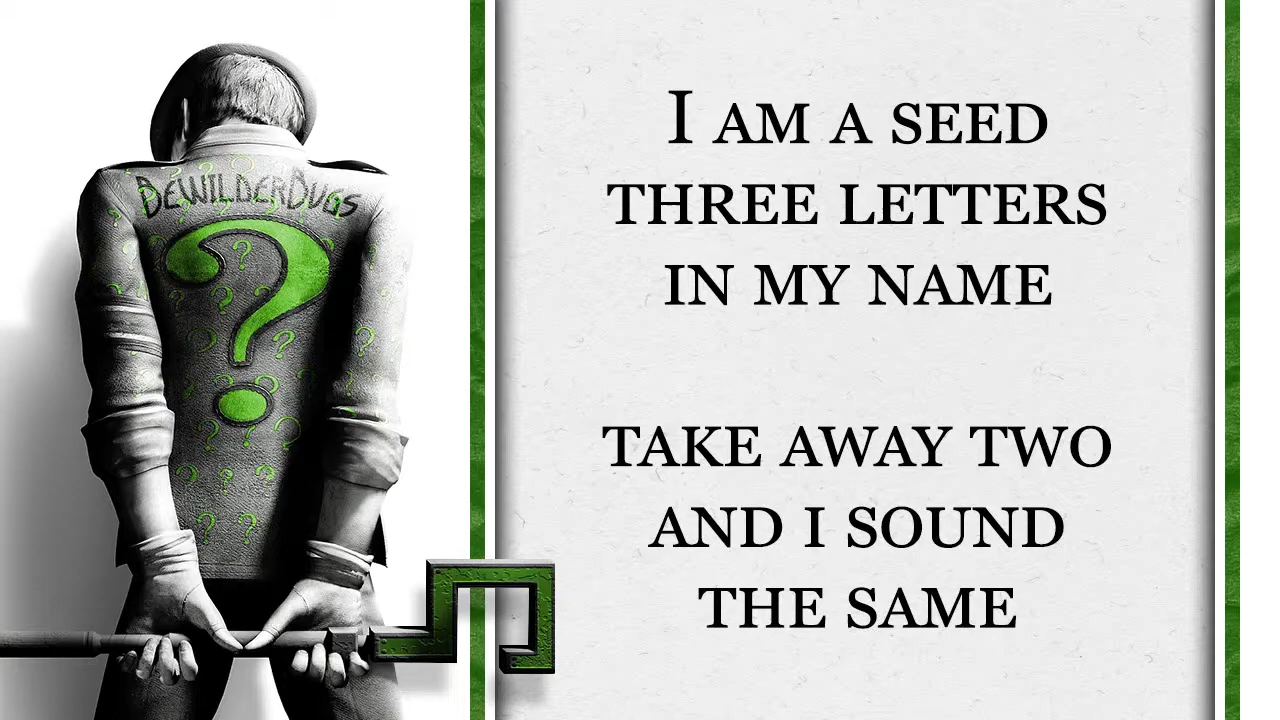 BewilderBugs
?
I AM A SEED
THREE LETTERS
IN MY NAME
TAKE AWAY TWO
AND I SOUND
THE SAME